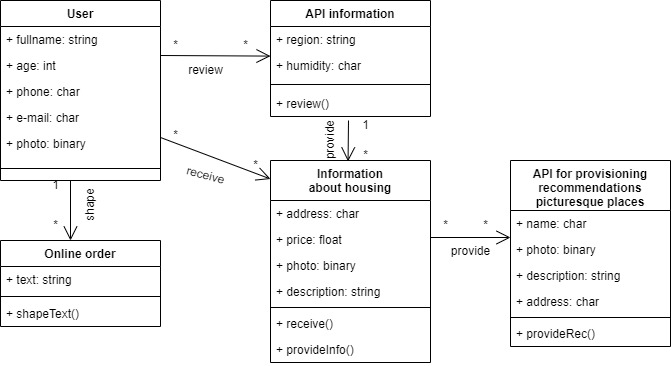 User
+ fullname: string
+ age: int
+ phone: char
+ e-mail: char
+ photo: binary
*
*
review
API information
+ region: string
+ humidity: char
+ review()
*
*
receive
1
*
provide
1
*
shape
Online order
+ text: string
+ shapeText()
Information
about housing
+ address: char
+ price: float
+ photo: binary
+ description: string
+ receive()
+ provideInfo()
*
*
provide
API for provisioning
recommendations
picturesque places
+ name: char
+ photo: binary
+ description: string
+ address: char
+ provideRec()